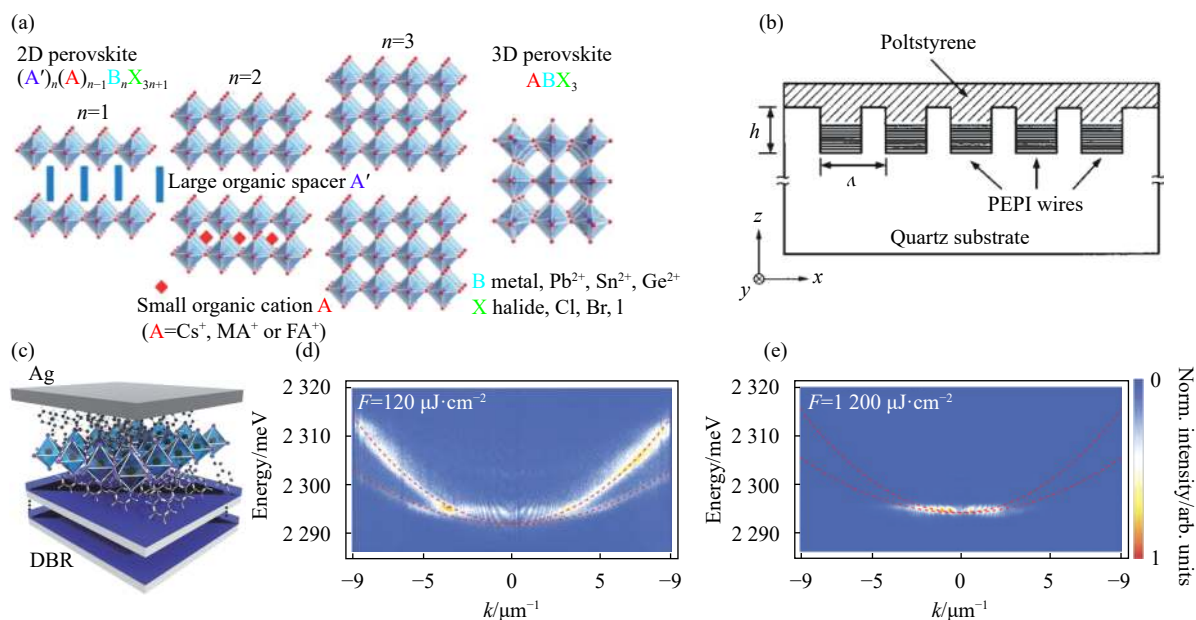 (a)
2D perovskite
(A′)ₙ(A)ₙ₋₁BₙX₃ₙ₊₁
n=1
n=2
n=3
3D perovskite
ABX₃
Large organic spacer A′
Small organic cation A
(A=Cs⁺, MA⁺ or FA⁺)
B metal, Pb²⁺, Sn²⁺, Ge²⁺
X halide, Cl, Br, l
(b)
Poltstyrene
h
Λ
PEPI wires
Quartz substrate
z
y
x
(c)
Ag
DBR
(d)
F=120 μJ·cm⁻²
2 320
2 310
2 300
2 290
Energy/meV
−9
−5
0
5
−9
k/μm⁻¹
(e)
F=1 200 μJ·cm⁻²
2 320
2 310
2 300
2 290
Energy/meV
−9
−5
0
5
−9
k/μm⁻¹
0
1
Norm. intensity/arb. units